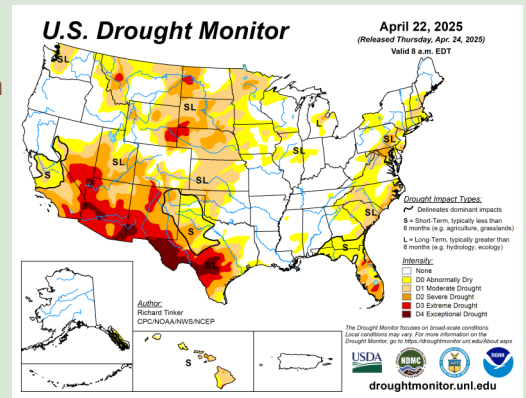 U.S. Drought Monitor
April 22, 2025
(Released Thursday, Apr. 24, 2025)
Valid 8 a.m. EDT
SL
SL
L
SL
SL
SL
SL
S
SL
SL
S
S
SL
S
Drought Impact Types:
Delineates dominant impacts
S = Short-Term, typically less than
6 months (e.g. agriculture, grasslands)
L = Long-Term, typically greater than
6 months (e.g. hydrology, ecology)
Intensity:
None
D0 Abnormally Dry
D1 Moderate Drought
D2 Severe Drought
D3 Extreme Drought
D4 Exceptional Drought
Author:
Richard Tinker
CPC/NOAA/NWS/NCEP
The Drought Monitor focuses on broad-scale conditions.
Local conditions may vary. For more information on the
Drought Monitor, go to https://droughtmonitor.unl.edu/About.aspx
USDA
NDMC
NOAA
droughtmonitor.unl.edu